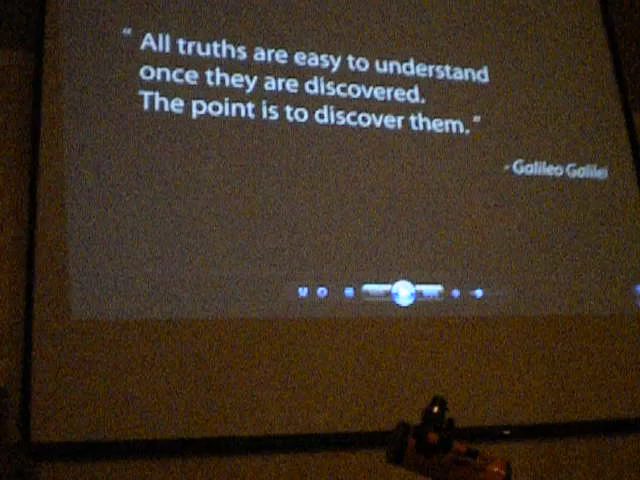 " All truths are easy to understand
once they are discovered.
The point is to discover them."
- Galileo Galilei